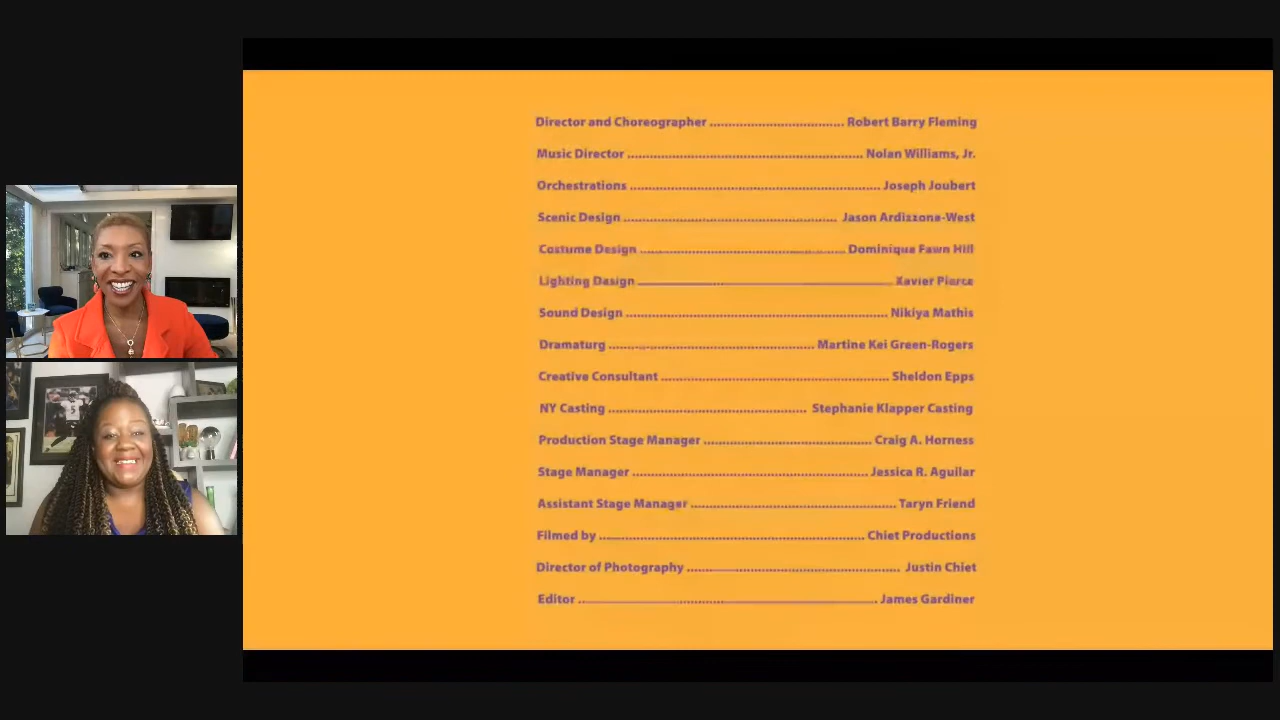 Director and Choreographer .................................... Robert Barry Fleming
Music Director ............................................................... Nolan Williams, Jr.
Orchestrations ................................................................... Joseph Joubert
Scenic Design ......................................................... Jason Ardizzone-West
Costume Design ....................................................... Dominique Fawn Hill
Lighting Design .................................................................... Xavier Pierce
Sound Design ...................................................................... Nikiya Mathis
Dramaturg ....................................................... Martine Kei Green-Rogers
Creative Consultant ............................................................. Sheldon Epps
NY Casting ..................................................... Stephanie Klapper Casting
Production Stage Manager ............................................. Craig A. Horness
Stage Manager ............................................................... Jessica R. Aguilar
Assistant Stage Manager ....................................................... Taryn Friend
Filmed by ....................................................................... Chiet Productions
Director of Photography ......................................................... Justin Chiet
Editor ................................................................................ James Gardiner